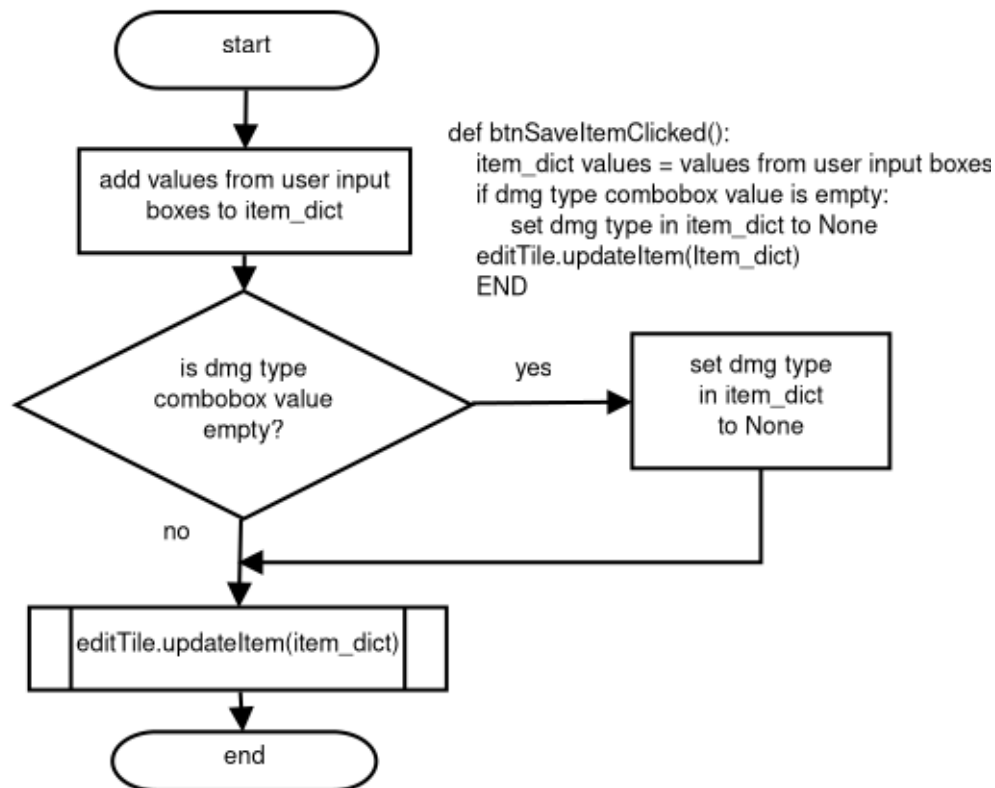 start
add values from user input
boxes to item_dict
def btnSaveItemClicked():
item_dict values = values from user input boxes
if dmg type combobox value is empty:
set dmg type in item_dict to None
editTile.updateItem(Item_dict)
END
is dmg type
combobox value
empty?
yes
set dmg type
in item_dict
to None
no
editTile.updateItem(item_dict)
end